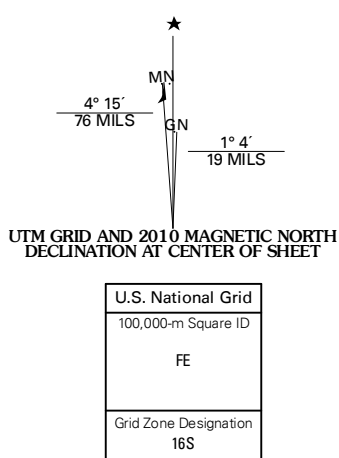 ★
M.N.
4° 15´
76 MILS
GN
1° 4´
19 MILS
UTM GRID AND 2010 MAGNETIC NORTH
DECLINATION AT CENTER OF SHEET
U.S. National Grid
100,000-m Square ID
FE
Grid Zone Designation
16S